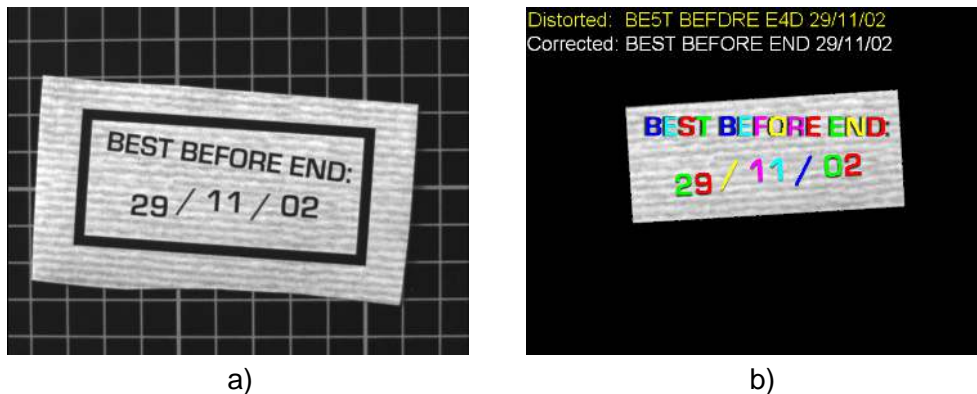 BEST BEFORE END:
29 / 11 / 02
a)
Distorted: BE5T BEFDRE E4D 29/11/02
Corrected: BEST BEFORE END 29/11/02
BEST BEFORE END:
29 / 11 / 02
b)